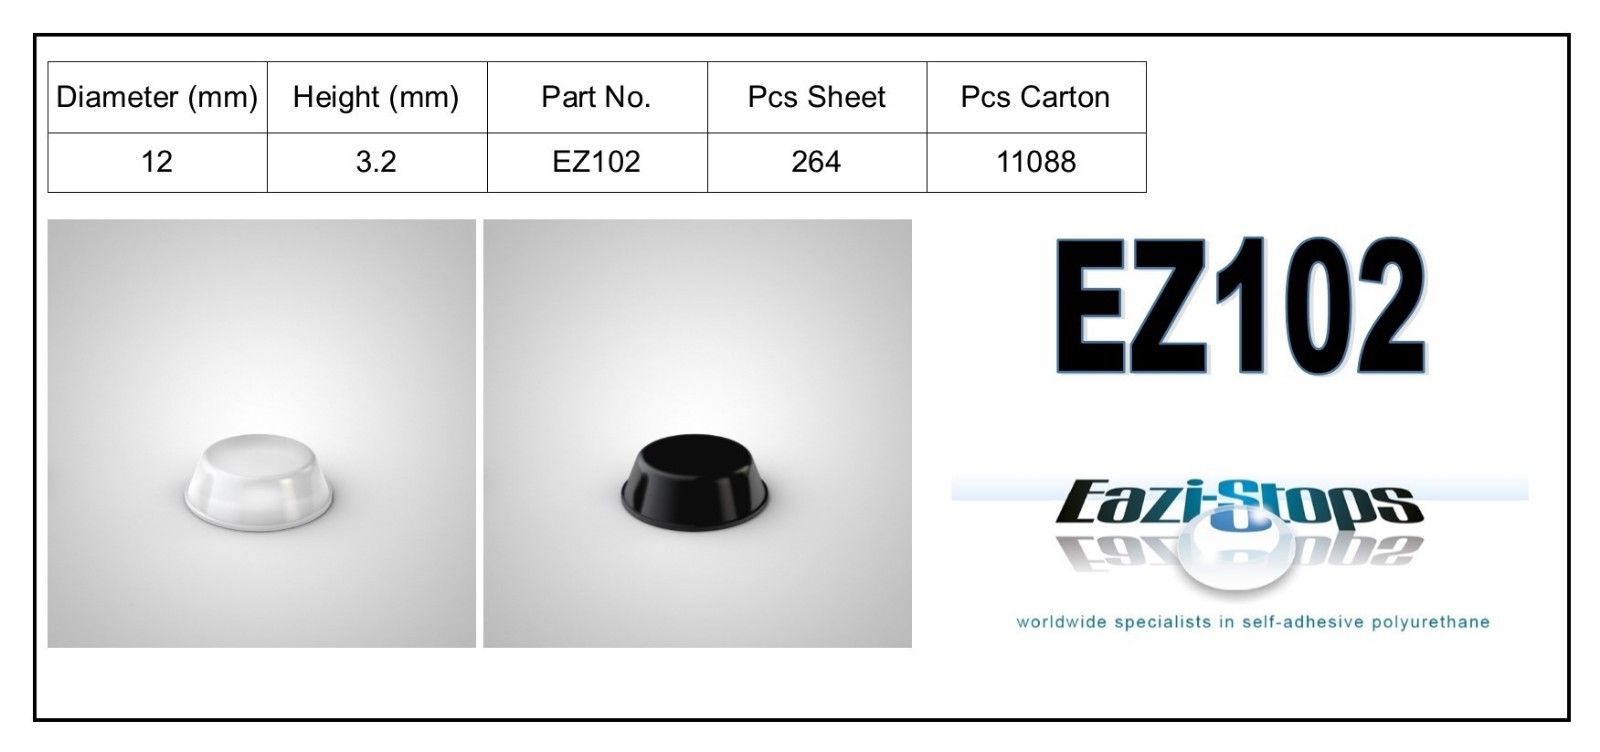 Diameter (mm) Height (mm) Part No. Pcs Sheet Pcs Carton
12 3.2 EZ102 264 11088
EZ102
Eazi-Stops
worldwide specialists in self-adhesive polyurethane